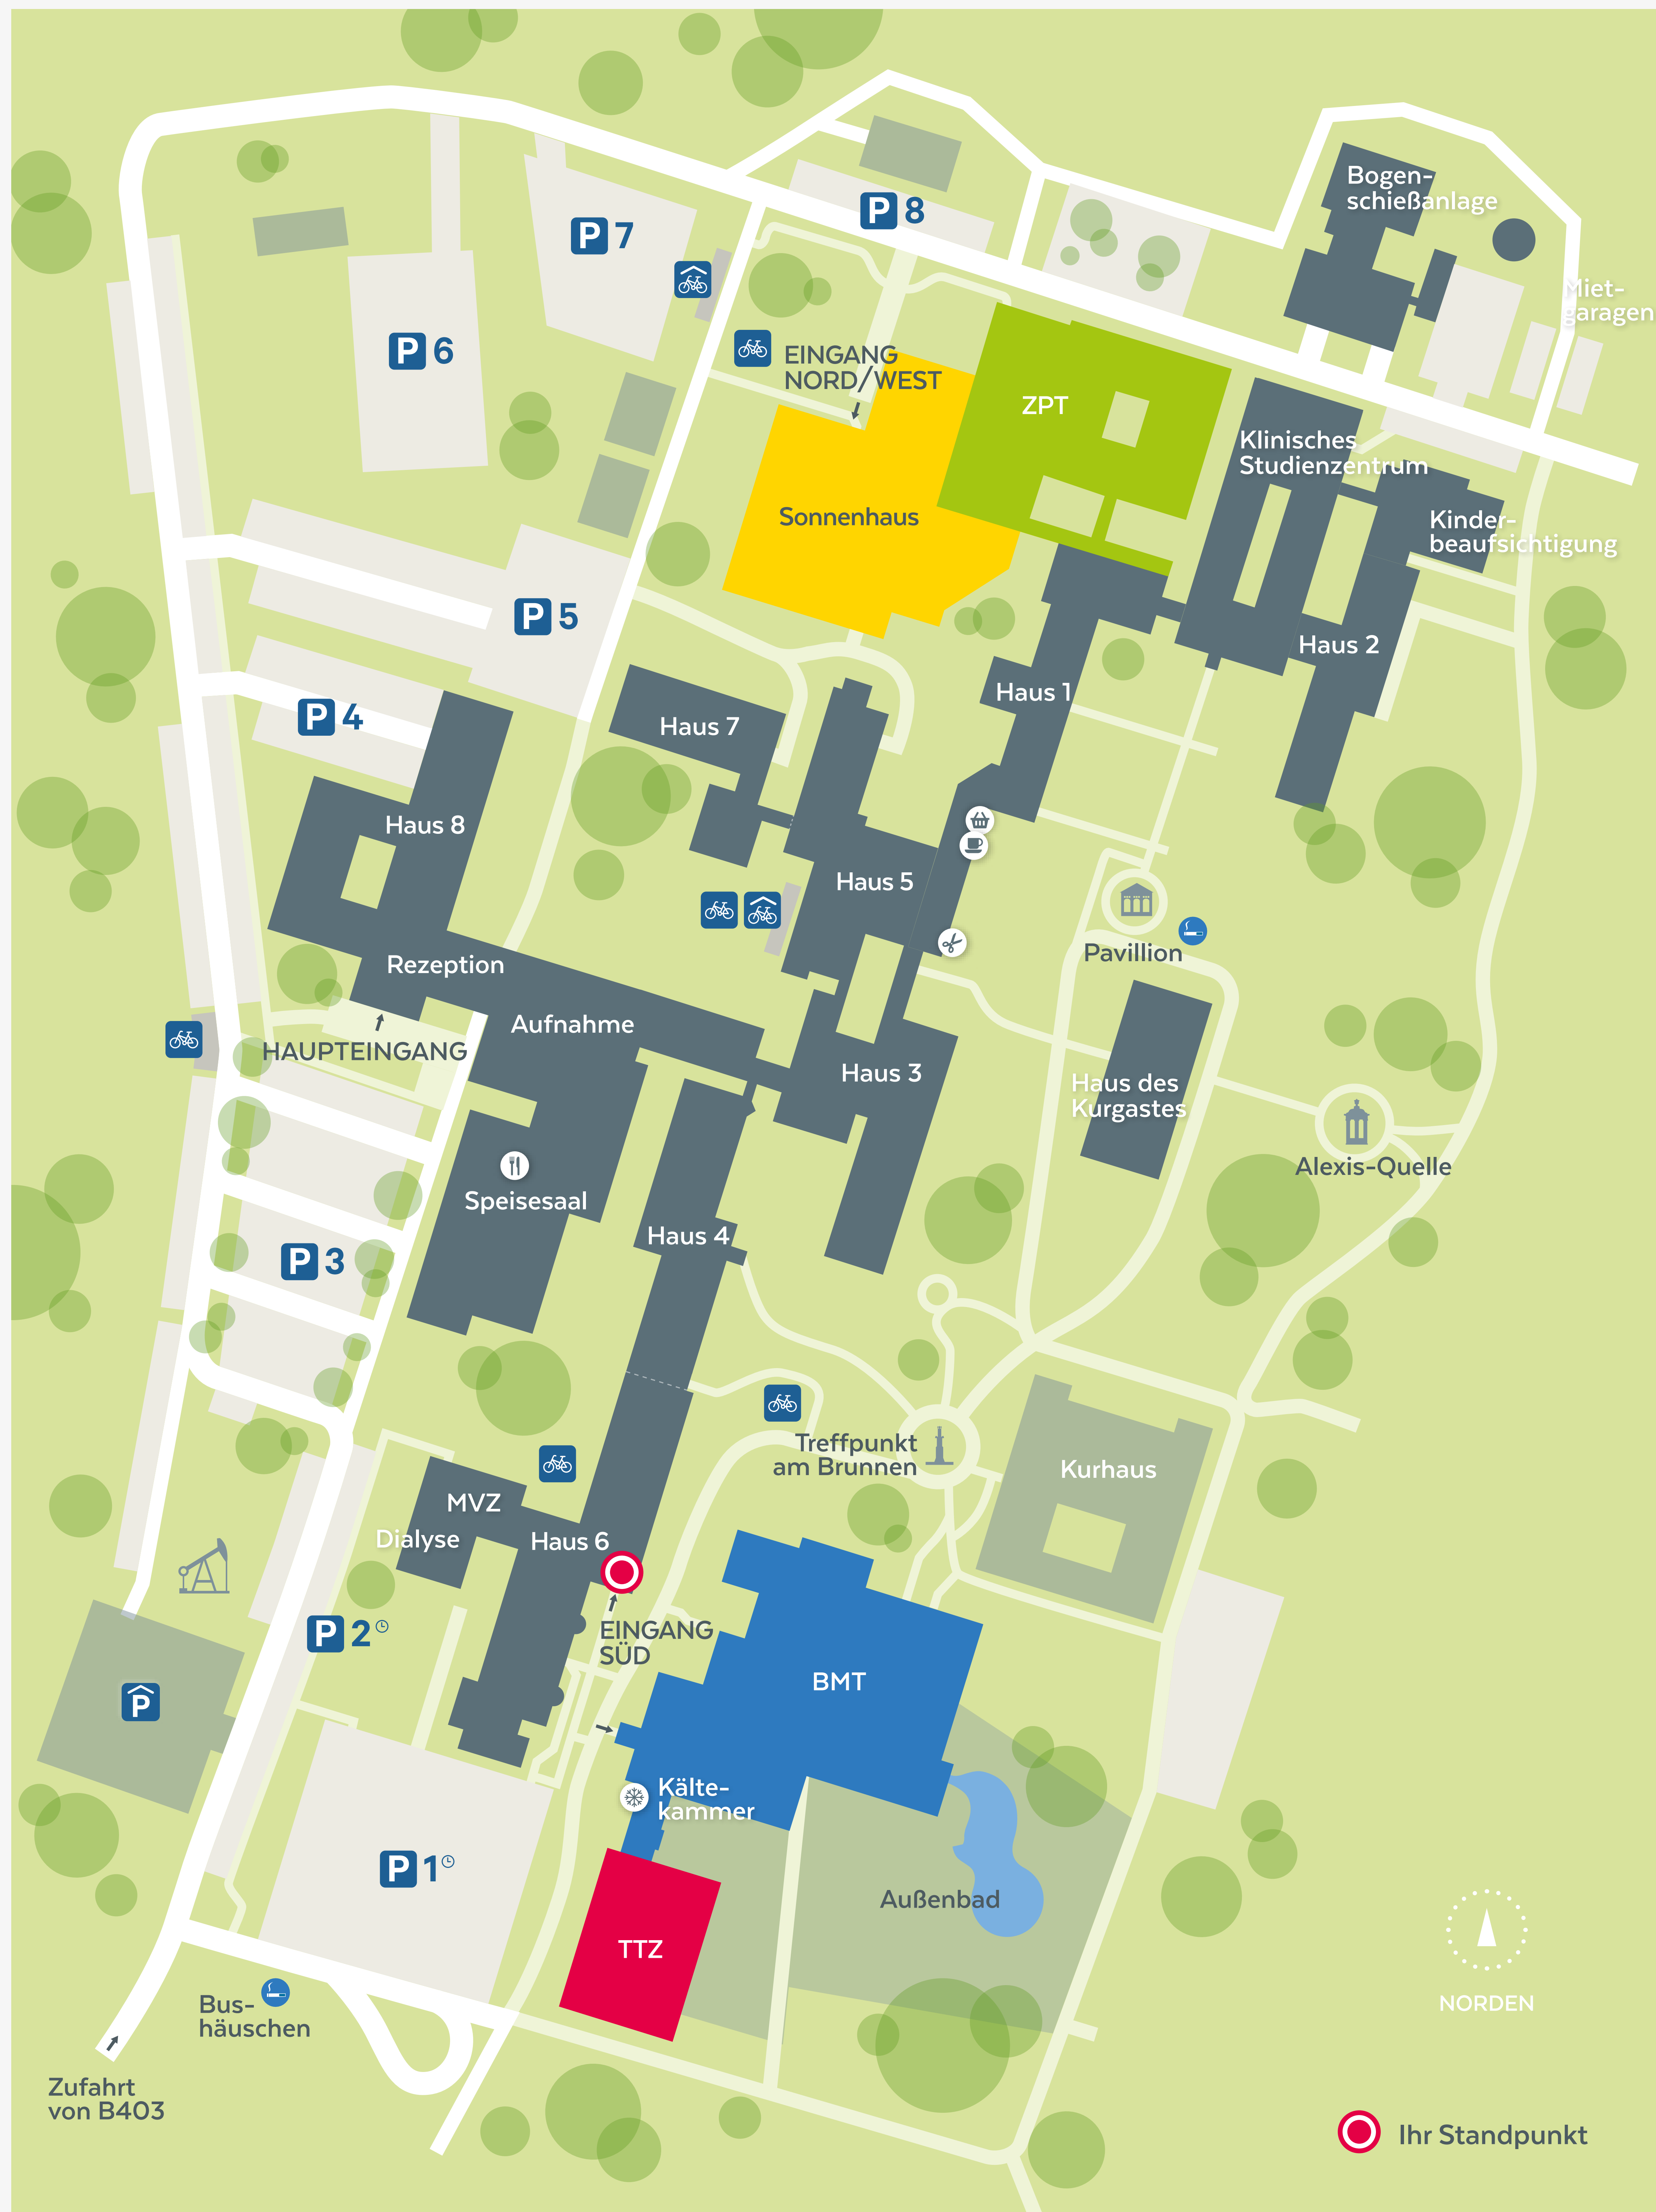 Bogen-
schießanlage
P 8
P 7
Miet-
garagen
P 6
EINGANG
NORD/WEST
ZPT
Klinisches
Studienzentrum
Sonnenhaus
Kinder-
beaufsichtigung
P 5
Haus 2
Haus 1
P 4
Haus 7
Haus 8
Haus 5
Pavillion
Rezeption
Aufnahme
HAUPTEINGANG
Haus 3
Haus des
Kurgastes
Alexis-Quelle
Speisesaal
Haus 4
P 3
Treffpunkt
am Brunnen
Kurhaus
MVZ
Dialyse
Haus 6
P 2
EINGANG
SÜD
BMT
P
Kälte-
kammer
P 1
Außenbad
TTZ
Bus-
häuschen
NORDEN
Zufahrt
von B403
Ihr Standpunkt